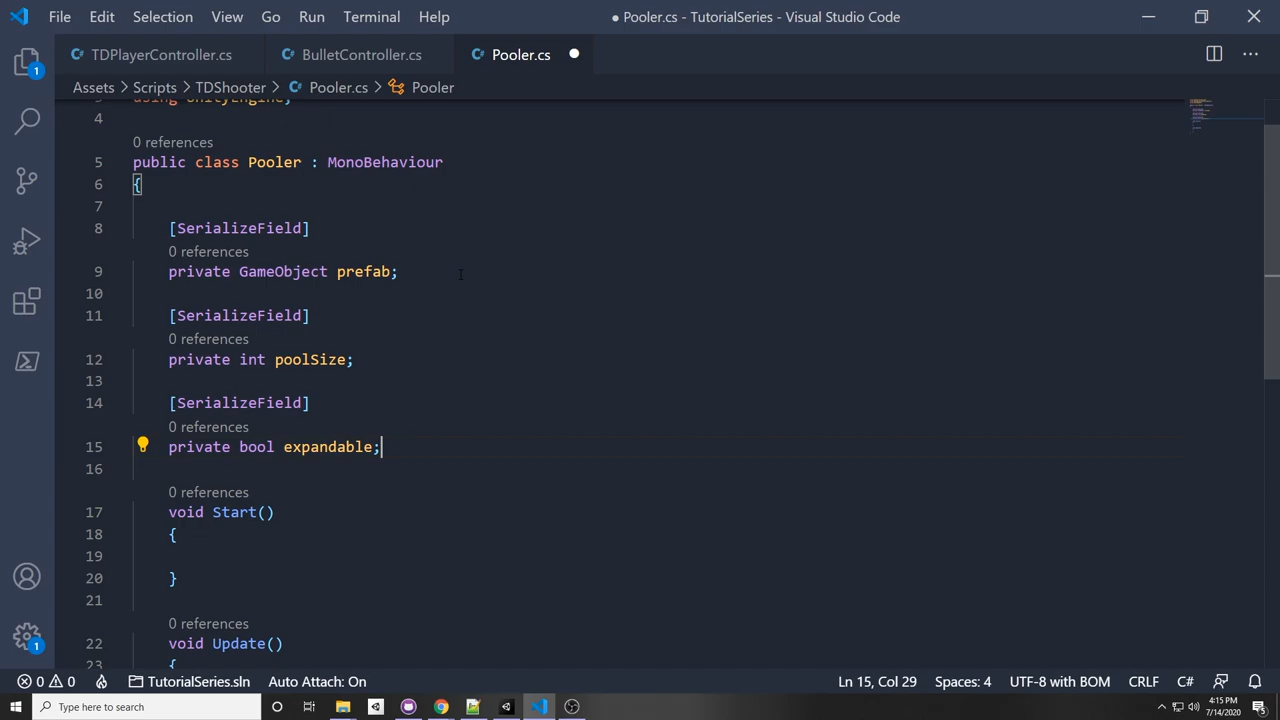 File Edit Selection View Go Run Terminal Help ● Pooler.cs - TutorialSeries - Visual Studio Code
TDPlayerController.cs BulletController.cs Pooler.cs
Assets > Scripts > TDShooter > Pooler.cs > Pooler
3 using UnityEngine;
4
0 references
5 public class Pooler : MonoBehaviour
6 {
7
8 [SerializeField]
0 references
9 private GameObject prefab;
10
11 [SerializeField]
0 references
12 private int poolSize;
13
14 [SerializeField]
0 references
15 private bool expandable;
16
0 references
17 void Start()
18 {
19
20 }
21
0 references
22 void Update()
23 {
1
1
0 0 TutorialSeries.sln Auto Attach: On Ln 15, Col 29 Spaces: 4 UTF-8 with BOM CRLF C#
Type here to search
4:15 PM
7/14/2020